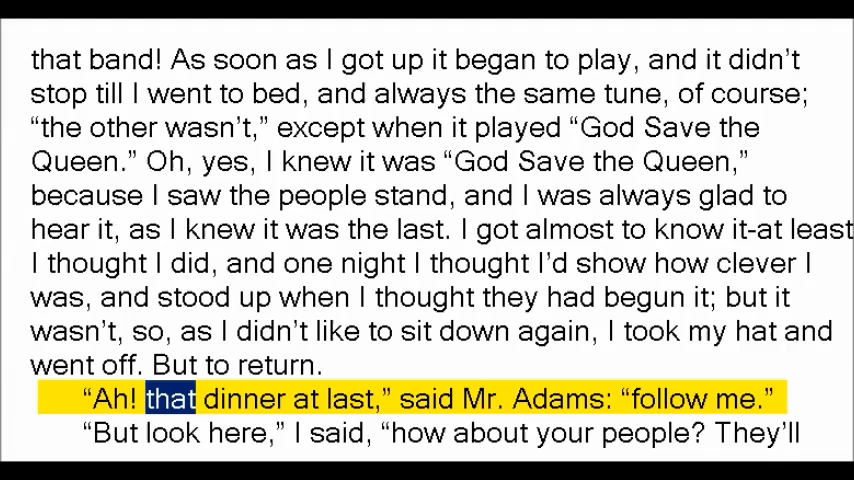 that band! As soon as I got up it began to play, and it didn’t
stop till I went to bed, and always the same tune, of course;
“the other wasn’t,” except when it played “God Save the
Queen.” Oh, yes, I knew it was “God Save the Queen,”
because I saw the people stand, and I was always glad to
hear it, as I knew it was the last. I got almost to know it-at least
I thought I did, and one night I thought I’d show how clever I
was, and stood up when I thought they had begun it; but it
wasn’t, so, as I didn’t like to sit down again, I took my hat and
went off. But to return.
“Ah! that dinner at last,” said Mr. Adams: “follow me.”
“But look here,” I said, “how about your people? They’ll